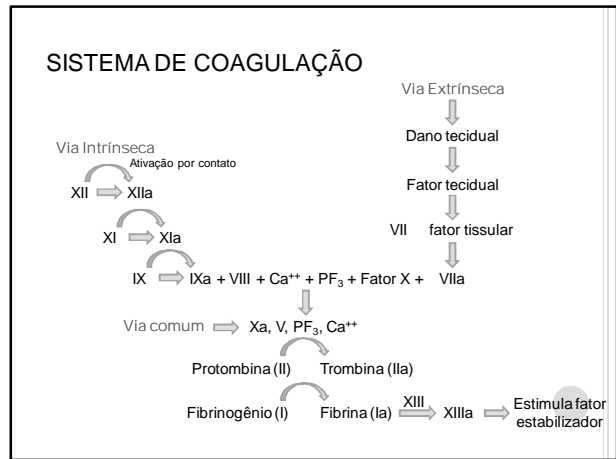 SISTEMA DE COAGULAÇÃO
Via Extrínseca
Dano tecidual
Via Intrínseca
Ativação por contato
XII XIIa
Fator tecidual
XI XIa
VII fator tissular
IX IXa + VIII + Ca⁺⁺ + PF₃ + Fator X + VIIa
Via comum Xa, V, PF₃, Ca⁺⁺
Protombina (II) Trombina (IIa)
Fibrinogênio (I) Fibrina (Ia) XIII XIIIa Estimula fator
estabilizador